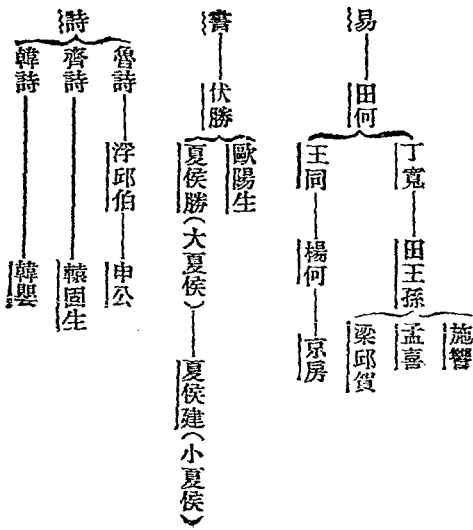 易
田何
丁寬
田王孫
施讐
孟喜
梁邱賀
王同
楊何
京房
書
伏勝
歐陽生
夏侯勝(大夏侯)
夏侯建(小夏侯)
詩
魯詩
浮邱伯
申公
齊詩
轅固生
韓詩
韓嬰